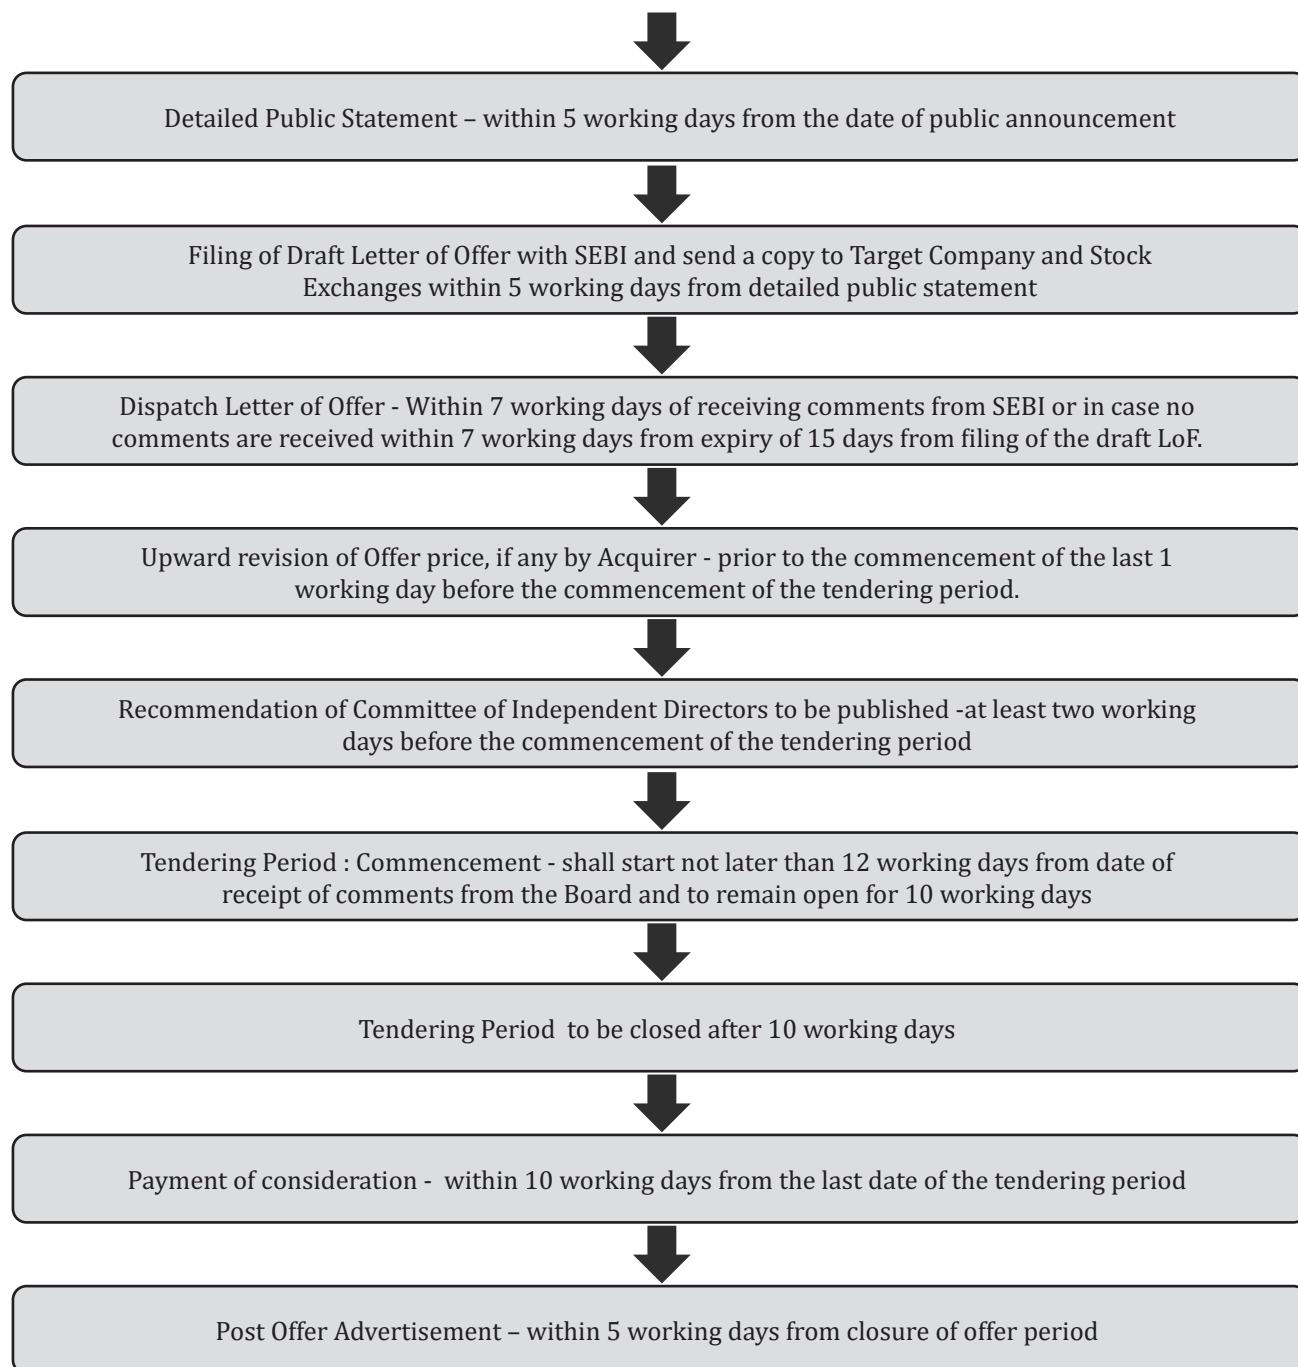 Detailed Public Statement – within 5 working days from the date of public announcement
Filing of Draft Letter of Offer with SEBI and send a copy to Target Company and Stock
Exchanges within 5 working days from detailed public statement
Dispatch Letter of Offer - Within 7 working days of receiving comments from SEBI or in case no
comments are received within 7 working days from expiry of 15 days from filing of the draft LoF.
Upward revision of Offer price, if any by Acquirer - prior to the commencement of the last 1
working day before the commencement of the tendering period.
Recommendation of Committee of Independent Directors to be published -at least two working
days before the commencement of the tendering period
Tendering Period : Commencement - shall start not later than 12 working days from date of
receipt of comments from the Board and to remain open for 10 working days
Tendering Period to be closed after 10 working days
Payment of consideration - within 10 working days from the last date of the tendering period
Post Offer Advertisement – within 5 working days from closure of offer period